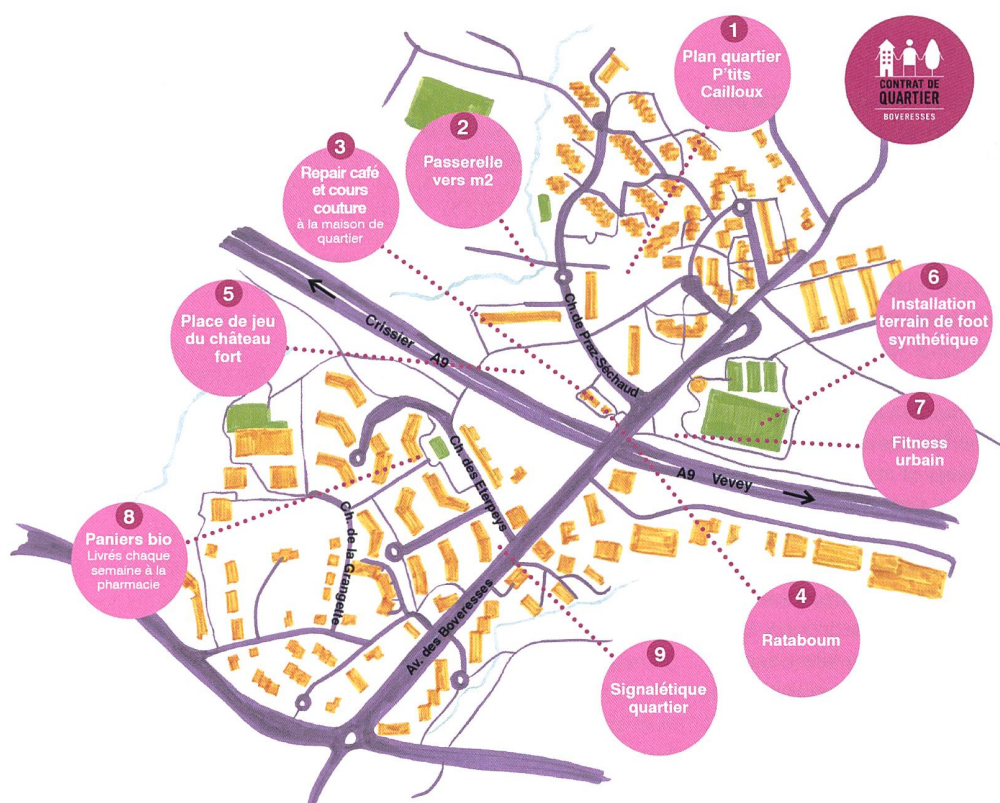 1
Plan quartier
P'tits
Cailloux
CONTRAT DE
QUARTIER
BOVERESSES
2
Passerelle
vers m2
3
Repair café
et cours
couture
à la maison de
quartier
5
Place de jeu
du château
fort
6
Installation
terrain de foot
synthétique
7
Fitness
urbain
8
Paniers bio
Livrés chaque
semaine à la
pharmacie
4
Rataboum
9
Signalétique
quartier
Crissier A9
A9 Vevey
Ch.de Praz-Séchaud
Ch. des Eterpeys
Ch. de la Grangette
Av. des Boveresses